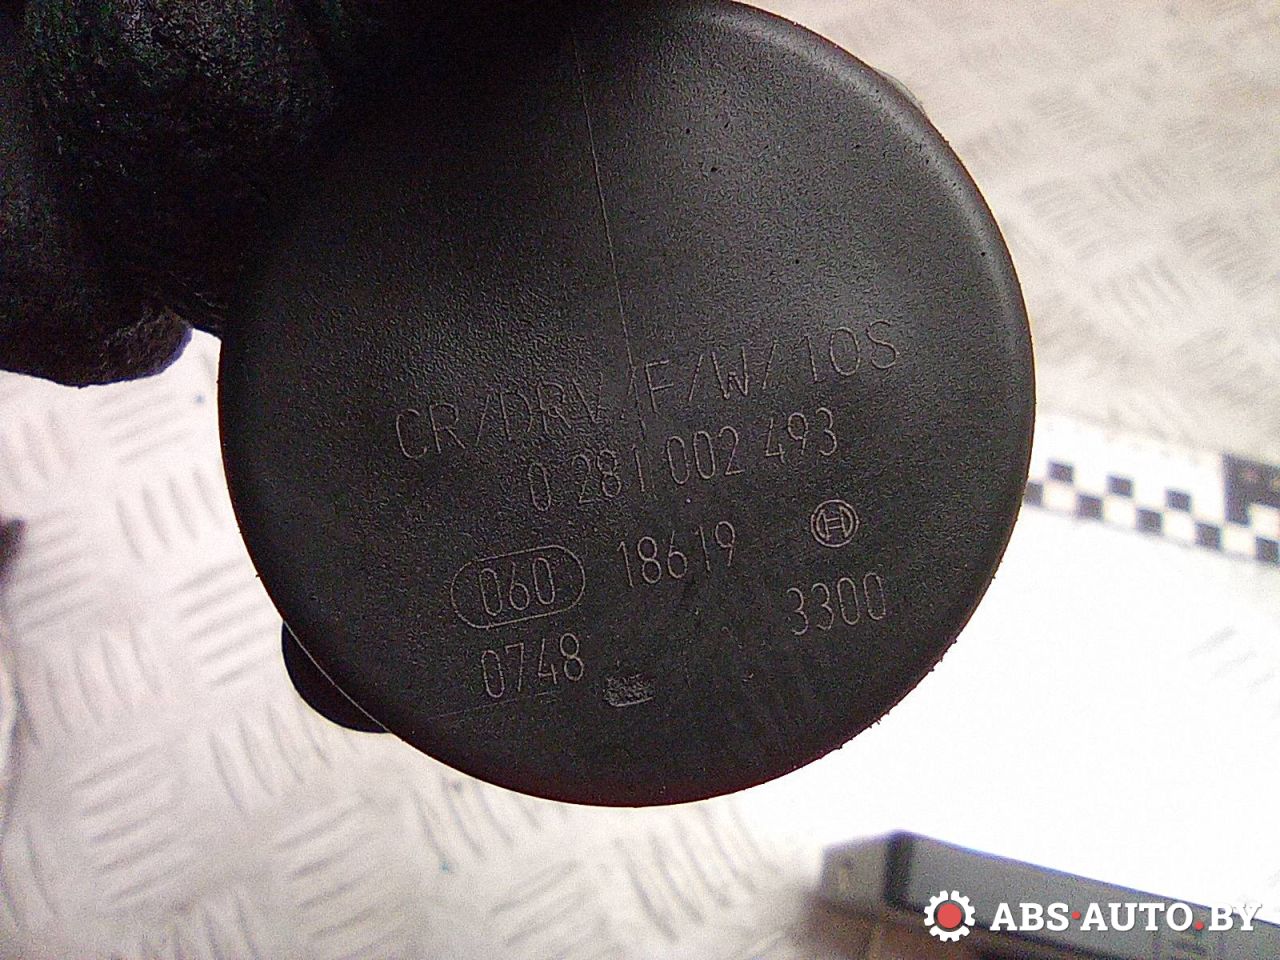 CR/DRV/F/W/10S
0 281 002 493
060 18619
0748 3300
ABS·AUTO.BY